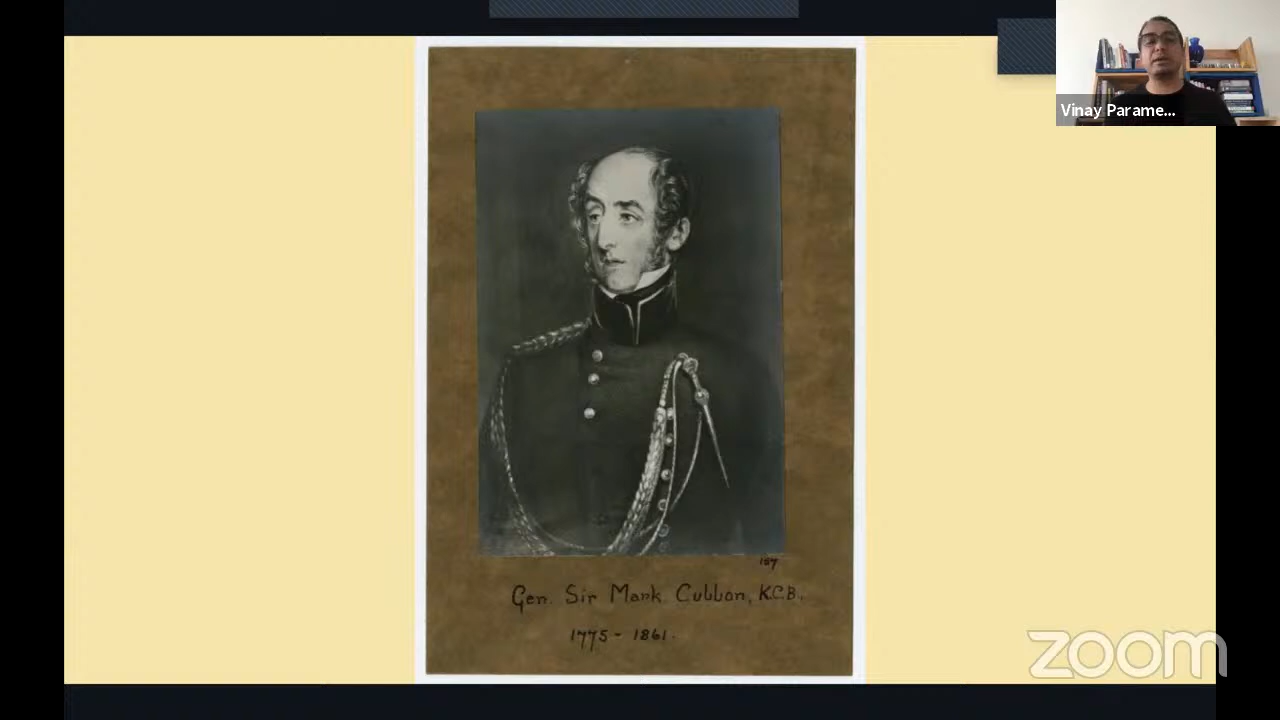 Vinay Parame...
167
Gen. Sir Mark Cubbon, K.C.B.,
1775 - 1861.
zoom